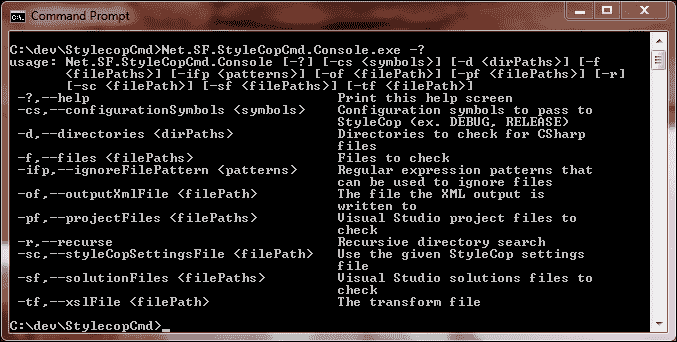 Command Prompt
C:\dev\StylecopCmd>Net.SF.StyleCopCmd.Console.exe -?
usage: Net.SF.StyleCopCmd.Console [-?] [-cs <symbols>] [-d <dirPaths>] [-f
<filePaths>] [-ifp <patterns>] [-of <filePath>] [-pf <filePaths>] [-r]
[-sc <filePath>] [-sf <filePaths>] [-tf <filePath>]
-?,--help Print this help screen
-cs,--configurationSymbols <symbols> Configuration symbols to pass to
StyleCop (ex. DEBUG, RELEASE)
-d,--directories <dirPaths> Directories to check for CSharp
files
-f,--files <filePaths> Files to check
-ifp,--ignoreFilePattern <patterns> Regular expression patterns that
can be used to ignore files
-of,--outputXmlFile <filePath> The file the XML output is
written to
-pf,--projectFiles <filePaths> Visual Studio project files to
check
-r,--recurse Recursive directory search
-sc,--styleCopSettingsFile <filePath> Use the given StyleCop settings
file
-sf,--solutionFiles <filePaths> Visual Studio solutions files to
check
-tf,--xslFile <filePath> The transform file
C:\dev\StylecopCmd>_